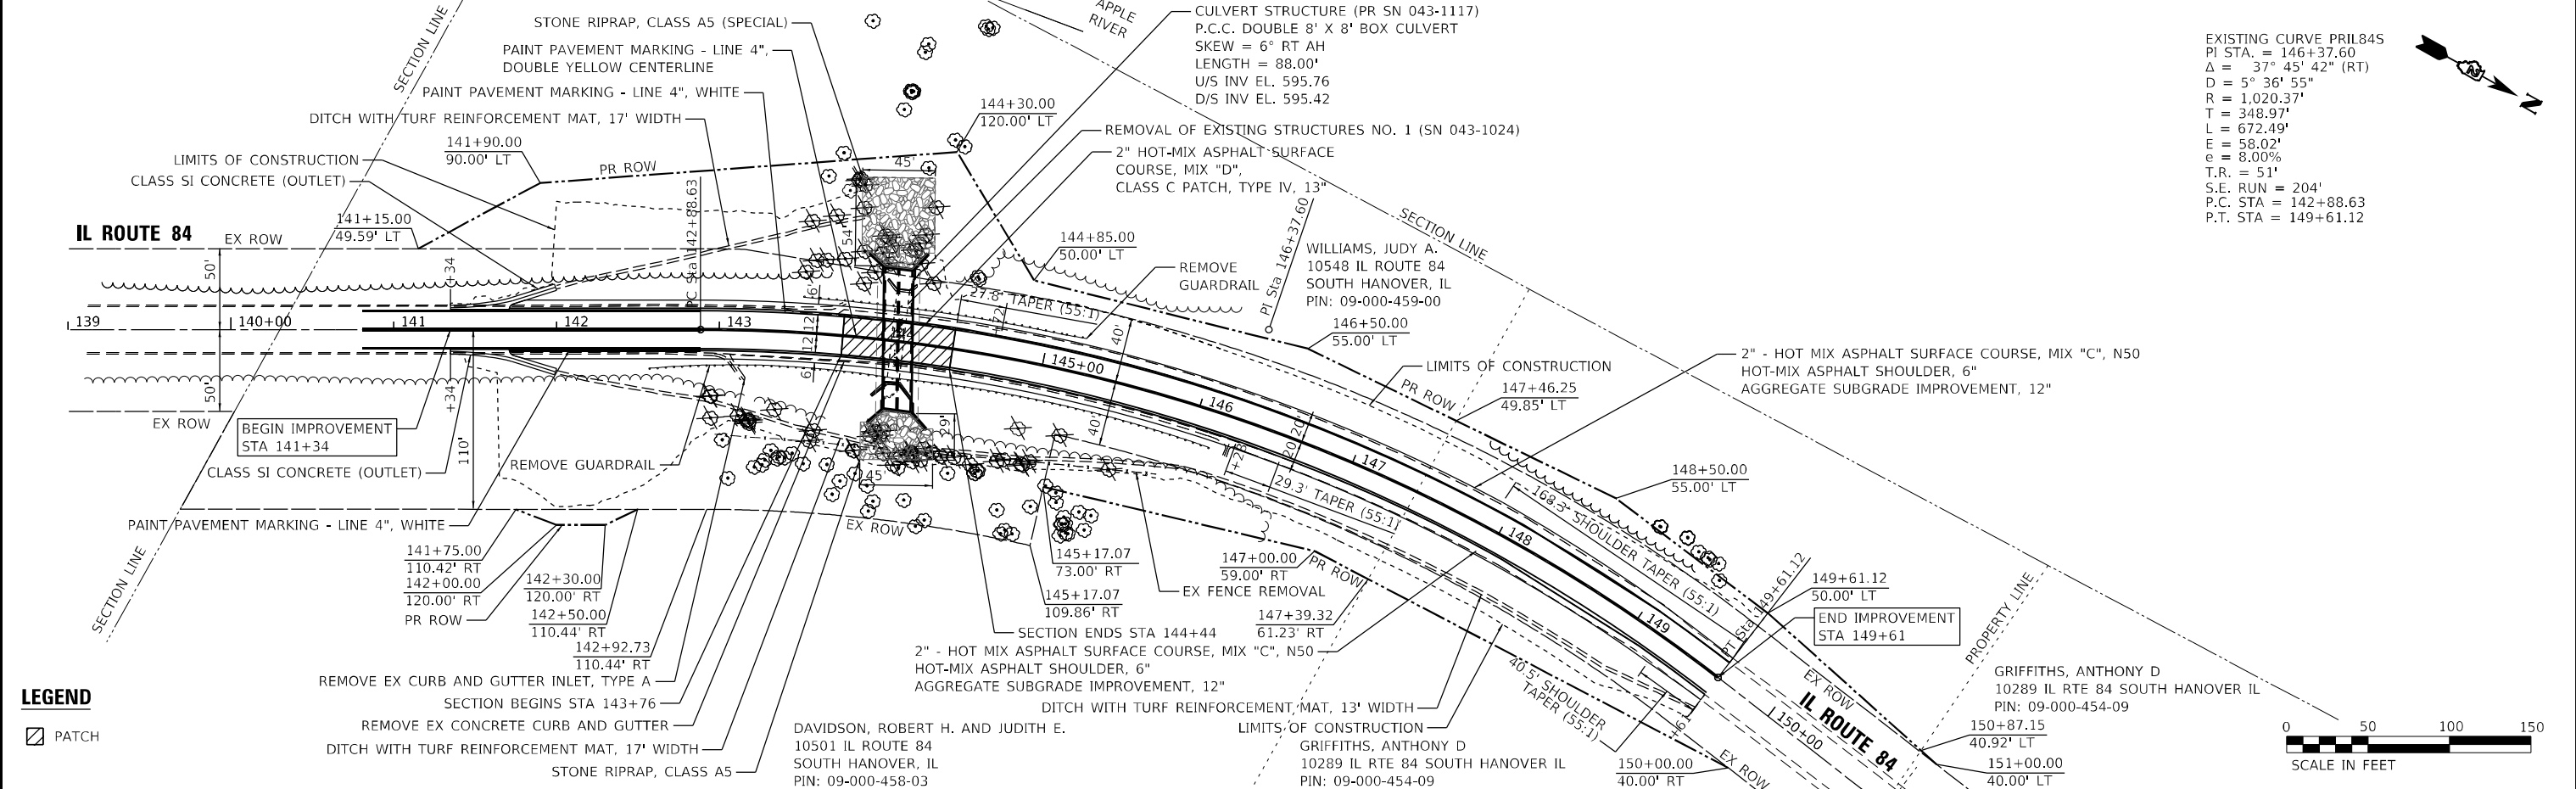 SECTION LINE
STONE RIPRAP, CLASS A5 (SPECIAL)
PAINT PAVEMENT MARKING - LINE 4",
DOUBLE YELLOW CENTERLINE
PAINT PAVEMENT MARKING - LINE 4", WHITE
DITCH WITH TURF REINFORCEMENT MAT, 17' WIDTH
LIMITS OF CONSTRUCTION
CLASS SI CONCRETE (OUTLET)
141+90.00
90.00' LT
PR ROW
141+15.00
49.59' LT
IL ROUTE 84
EX ROW
APPLE
RIVER
CULVERT STRUCTURE (PR SN 043-1117)
P.C.C. DOUBLE 8' X 8' BOX CULVERT
SKEW = 6° RT AH
LENGTH = 88.00'
U/S INV EL. 595.76
D/S INV EL. 595.42
144+30.00
120.00' LT
REMOVAL OF EXISTING STRUCTURES NO. 1 (SN 043-1024)
2" HOT-MIX ASPHALT SURFACE
COURSE, MIX "D",
CLASS C PATCH, TYPE IV, 13"
EXISTING CURVE PRIL84S
PI STA. = 146+37.60
Δ = 37° 45' 42" (RT)
D = 5° 36' 55"
R = 1,020.37'
T = 348.97'
L = 672.49'
E = 58.02'
e = 8.00%
T.R. = 51'
S.E. RUN = 204'
P.C. STA = 142+88.63
P.T. STA = 149+61.12
N
45'
54'
PC Sta 142+88.63
144+85.00
50.00' LT
PI Sta 146+37.60
WILLIAMS, JUDY A.
10548 IL ROUTE 84
SOUTH HANOVER, IL
PIN: 09-000-459-00
SECTION LINE
REMOVE
GUARDRAIL
146+50.00
55.00' LT
50'
50'
+34
+34
6'
12'
12'
6'
27.8' TAPER (55:1)
+72
40'
40'
139
140+00
141
142
143
145+00
146
147
148
149
150+00
LIMITS OF CONSTRUCTION
PR ROW
147+46.25
49.85' LT
2" - HOT MIX ASPHALT SURFACE COURSE, MIX "C", N50
HOT-MIX ASPHALT SHOULDER, 6"
AGGREGATE SUBGRADE IMPROVEMENT, 12"
EX ROW
BEGIN IMPROVEMENT
STA 141+34
CLASS SI CONCRETE (OUTLET)
110'
REMOVE GUARDRAIL
29'
45'
+28
20'
20'
29.3' TAPER (55:1)
148+50.00
55.00' LT
168.3' SHOULDER TAPER (55:1)
PAINT PAVEMENT MARKING - LINE 4", WHITE
SECTION LINE
141+75.00
110.42' RT
142+00.00
120.00' RT
PR ROW
142+30.00
120.00' RT
142+50.00
110.44' RT
142+92.73
110.44' RT
EX ROW
145+17.07
73.00' RT
145+17.07
109.86' RT
EX FENCE REMOVAL
147+00.00
59.00' RT
PR ROW
147+39.32
61.23' RT
SECTION ENDS STA 144+44
2" - HOT MIX ASPHALT SURFACE COURSE, MIX "C", N50
HOT-MIX ASPHALT SHOULDER, 6"
AGGREGATE SUBGRADE IMPROVEMENT, 12"
REMOVE EX CURB AND GUTTER INLET, TYPE A
SECTION BEGINS STA 143+76
REMOVE EX CONCRETE CURB AND GUTTER
DITCH WITH TURF REINFORCEMENT MAT, 17' WIDTH
STONE RIPRAP, CLASS A5
DAVIDSON, ROBERT H. AND JUDITH E.
10501 IL ROUTE 84
SOUTH HANOVER, IL
PIN: 09-000-458-03
DITCH WITH TURF REINFORCEMENT MAT, 13' WIDTH
LIMITS OF CONSTRUCTION
GRIFFITHS, ANTHONY D
10289 IL RTE 84 SOUTH HANOVER IL
PIN: 09-000-454-09
40.5' SHOULDER
TAPER (55:1)
+61
150+00.00
40.00' RT
EX ROW
PT Sta 149+61.12
149+61.12
50.00' LT
END IMPROVEMENT
STA 149+61
EX ROW
IL ROUTE 84
PROPERTY LINE
GRIFFITHS, ANTHONY D
10289 IL RTE 84 SOUTH HANOVER IL
PIN: 09-000-454-09
150+87.15
40.92' LT
151+00.00
40.00' LT
LEGEND
PATCH
0 50 100 150
SCALE IN FEET